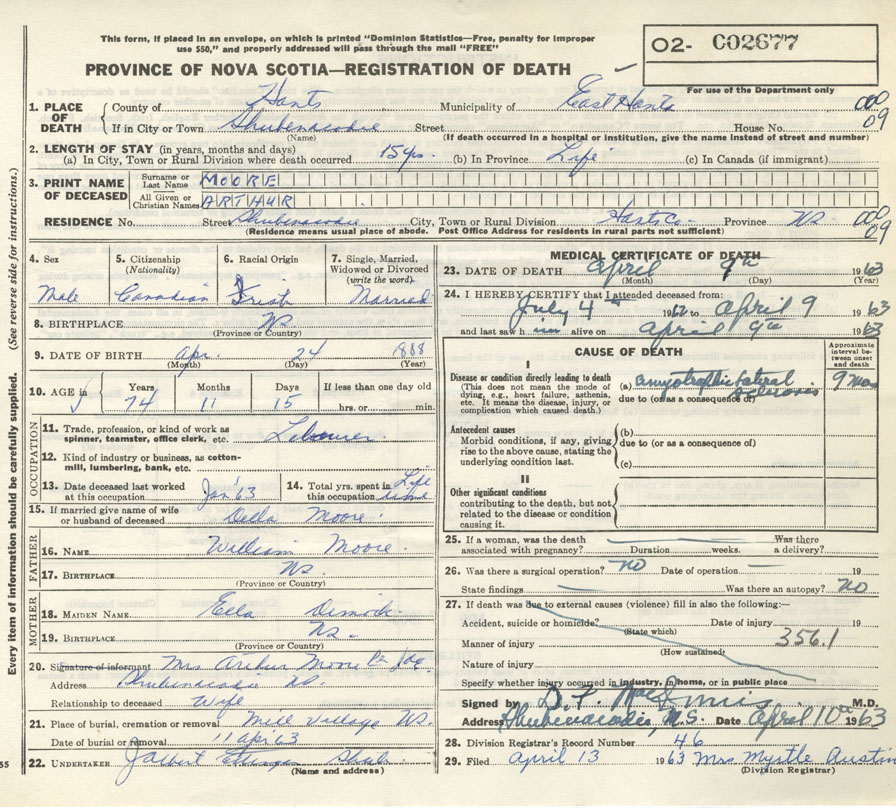 This form, if placed in an envelope, on which is printed "Dominion Statistics—Free, penalty for improper
use $50," and properly addressed will pass through the mail "FREE"
O2- C02677
For use of the Department only
PROVINCE OF NOVA SCOTIA—REGISTRATION OF DEATH
1. PLACE OF DEATH { County of Hants Municipality of East Hants 000
If in City or Town Shubenacadie Street House No. 09
(Name) (If death occurred in a hospital or institution, give the name instead of street and number)
2. LENGTH OF STAY (in years, months and days)
(a) In City, Town or Rural Division where death occurred 15 yrs. (b) In Province Life (c) In Canada (if immigrant)
3. PRINT NAME OF DECEASED { Surname or Last Name MOORE
All Given or Christian Names ARTHUR
RESIDENCE No. Street Shubenacadie City, Town or Rural Division Hants Co. Province NS 000
(Residence means usual place of abode. Post Office Address for residents in rural parts not sufficient) 09
4. Sex Male
5. Citizenship (Nationality) Canadian
6. Racial Origin Irish
7. Single, Married, Widowed or Divorced (write the word) Married
8. BIRTHPLACE NS
(Province or Country)
9. DATE OF BIRTH Apr. 24 1888
(Month) (Day) (Year)
10. AGE in Years 74 Months 11 Days 15 If less than one day old
hrs. or min.
OCCUPATION
11. Trade, profession, or kind of work as
spinner, teamster, office clerk, etc. Labourer
12. Kind of industry or business, as cotton-
mill, lumbering, bank, etc.
13. Date deceased last worked
at this occupation Jan '63
14. Total yrs. spent in
this occupation Life time
15. If married give name of wife
or husband of deceased Moore
FATHER
16. NAME William Moore
17. BIRTHPLACE NS
(Province or Country)
MOTHER
18. MAIDEN NAME Ella Dimock
19. BIRTHPLACE NS
(Province or Country)
20. Signature of informant Mrs Arthur Moore
Address Shubenacadie
Relationship to deceased Wife
21. Place of burial, cremation or removal Mill Village NS.
Date of burial or removal 11 Apr 63
22. UNDERTAKER Shub.
(Name and address)
Every item of information should be carefully supplied. (See reverse side for instructions.)
55
MEDICAL CERTIFICATE OF DEATH
23. DATE OF DEATH April 9th 1963
(Month) (Day) (Year)
24. I HEREBY CERTIFY that I attended deceased from:
July 4th 1962 to April 9 1963
and last saw h im alive on April 9th 1963
CAUSE OF DEATH
Approximate interval between onset and death
I
Disease or condition directly leading to death (a) amyotrophic lateral sclerosis 9 mos
(This does not mean the mode of due to (or as a consequence of)
dying, e.g., heart failure, asthenia,
etc. It means the disease, injury, or
complication which caused death.)
Antecedent causes (b)
Morbid conditions, if any, giving due to (or as a consequence of)
rise to the above cause, stating the
underlying condition last. (c)
II
Other significant conditions
contributing to the death, but not
related to the disease or condition
causing it.
25. If a woman, was the death Was there
associated with pregnancy? Duration weeks. a delivery?
26. Was there a surgical operation? NO Date of operation 19
State findings Was there an autopsy? NO
27. If death was due to external causes (violence) fill in also the following:—
Accident, suicide or homicide? Date of injury 19
(State which)
Manner of injury 356.1
(How sustained)
Nature of injury
Specify whether injury occurred in industry, in home, or in public place
Signed by M.D.
Address Shubenacadie, N.S. Date April 10th 1963
28. Division Registrar's Record Number 46
29. Filed April 13 1963 Mrs Myrtle Austin
(Division Registrar)